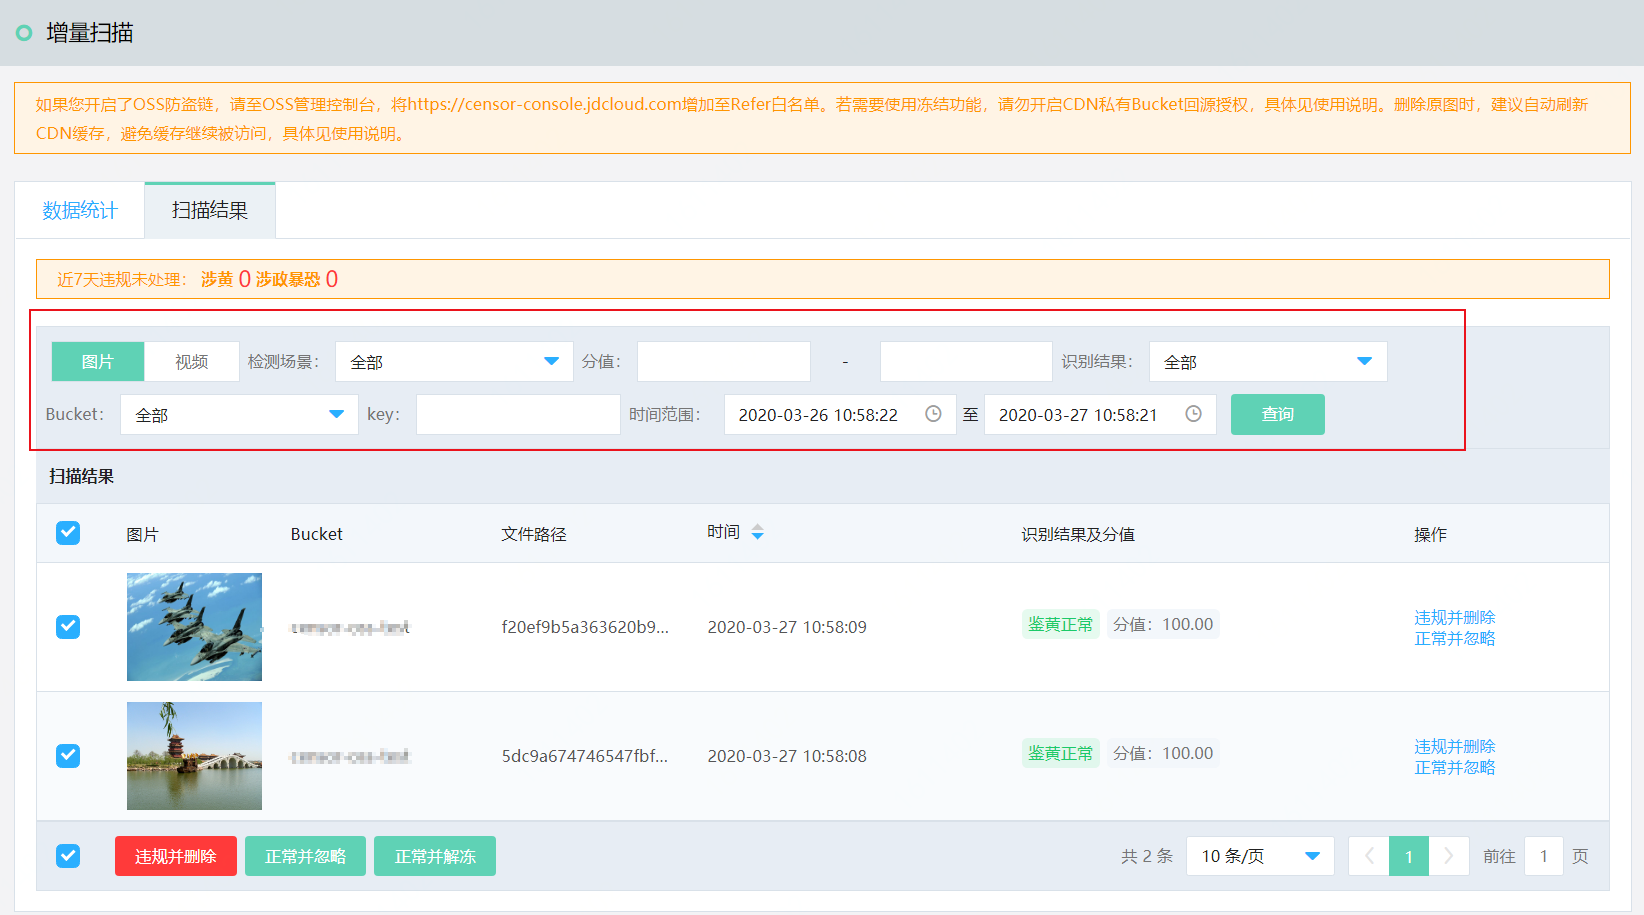 增量扫描
如果您开启了OSS防盗链，请至OSS管理控制台，将https://censor-console.jdcloud.com增加至Refer白名单。若需要使用冻结功能，请勿开启CDN私有Bucket回源授权，具体见使用说明。删除原图时，建议自动刷新
CDN缓存，避免缓存继续被访问，具体见使用说明。
数据统计 扫描结果
近7天违规未处理： 涉黄 0 涉政暴恐 0
图片 视频 检测场景： 全部 分值： - 识别结果： 全部
Bucket： 全部 key： 时间范围： 2020-03-26 10:58:22 至 2020-03-27 10:58:21 查询
扫描结果
图片 Bucket 文件路径 时间 识别结果及分值 操作
f20ef9b5a363620b9... 2020-03-27 10:58:09 鉴黄正常 分值：100.00 违规并删除
正常并忽略
5dc9a674746547fbf... 2020-03-27 10:58:08 鉴黄正常 分值：100.00 违规并删除
正常并忽略
违规并删除 正常并忽略 正常并解冻 共 2 条 10 条/页 1 前往 1 页